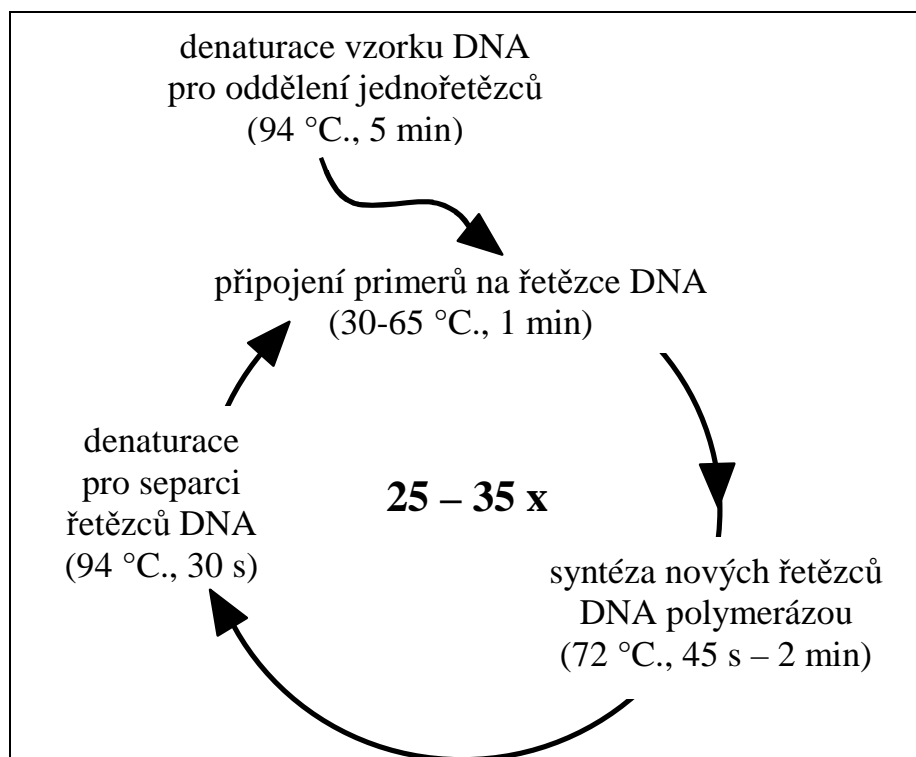 denaturace vzorku DNA
pro oddělení jednořetězců
(94 °C., 5 min)
připojení primerů na řetězce DNA
(30-65 °C., 1 min)
denaturace
pro separci
řetězců DNA
(94 °C., 30 s)
25 – 35 x
syntéza nových řetězců
DNA polymerázou
(72 °C., 45 s – 2 min)